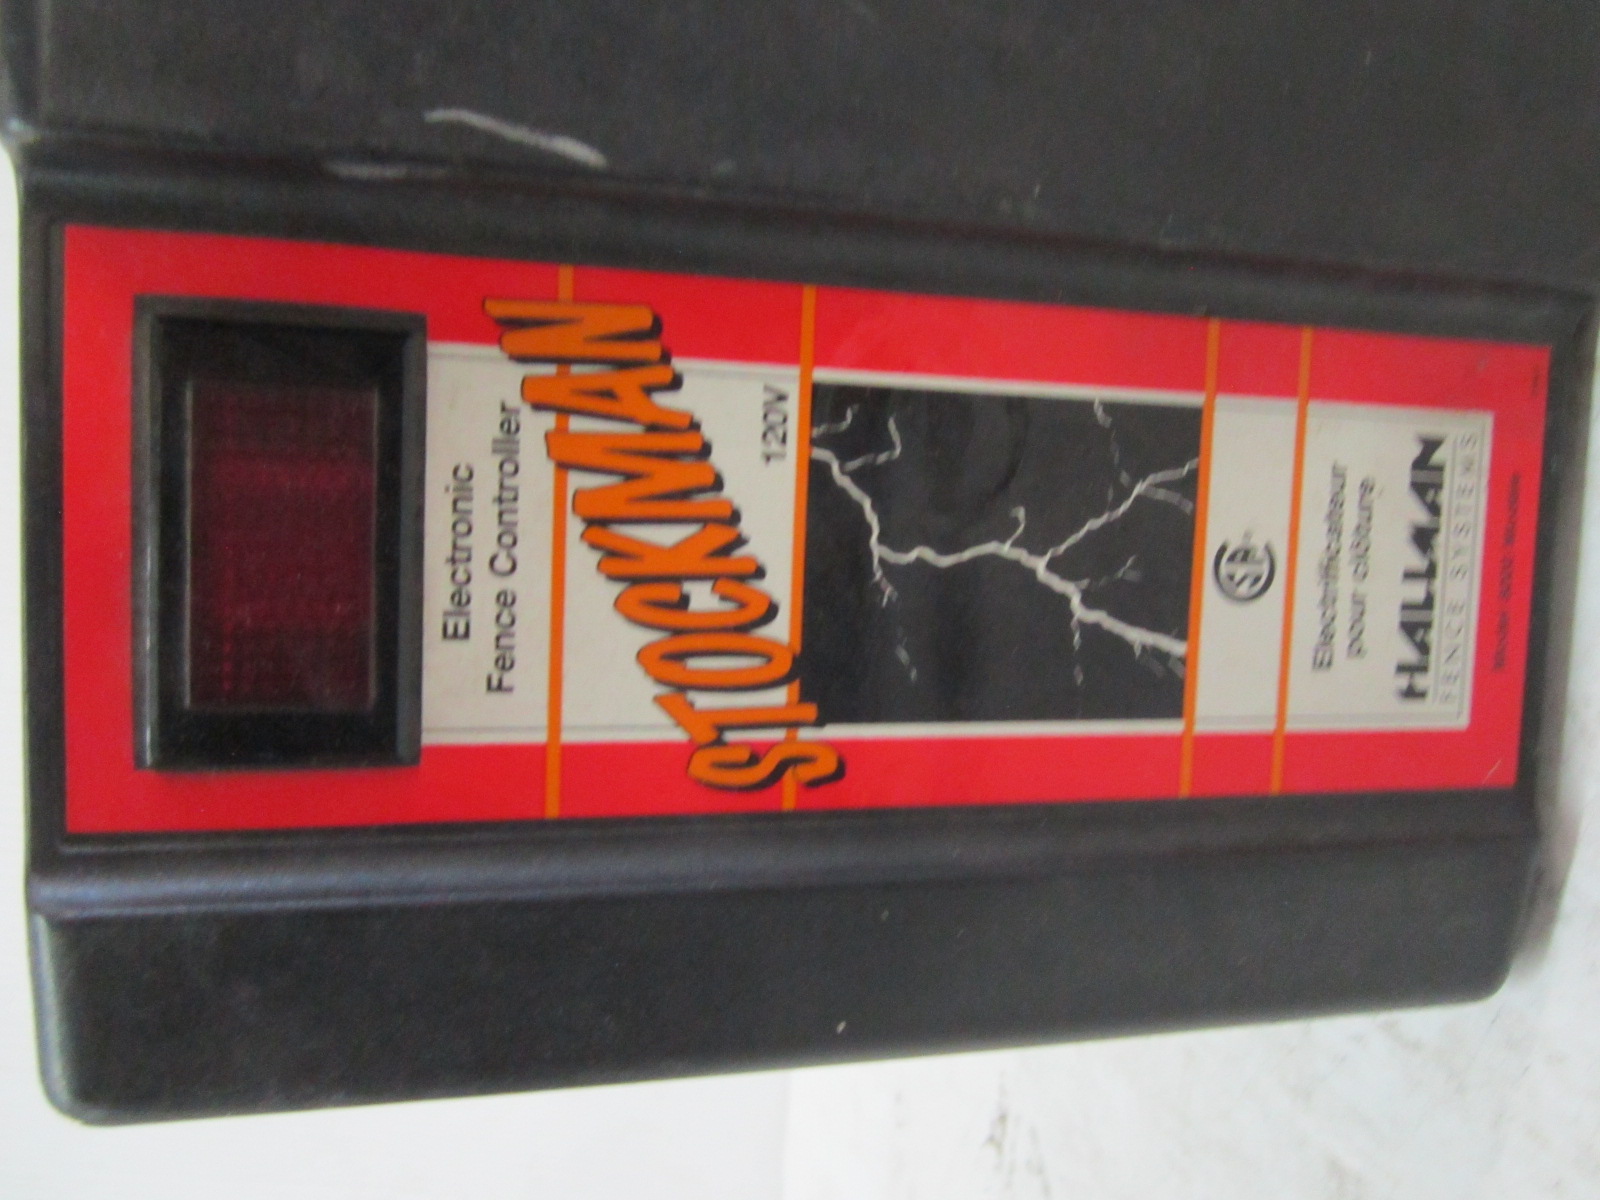 Electronic
Fence Controller
STOCKMAN
120V
Electrificateur
pour clôture
HALLMAN
FENCE SYSTEMS